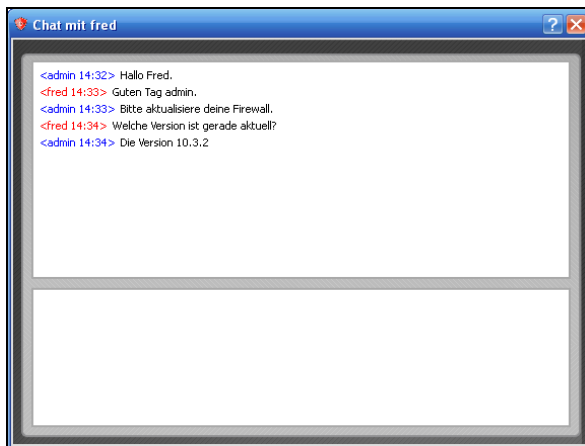 Chat mit fred
<admin 14:32> Hallo Fred.
<fred 14:33> Guten Tag admin.
<admin 14:33> Bitte aktualisiere deine Firewall.
<fred 14:34> Welche Version ist gerade aktuell?
<admin 14:34> Die Version 10.3.2